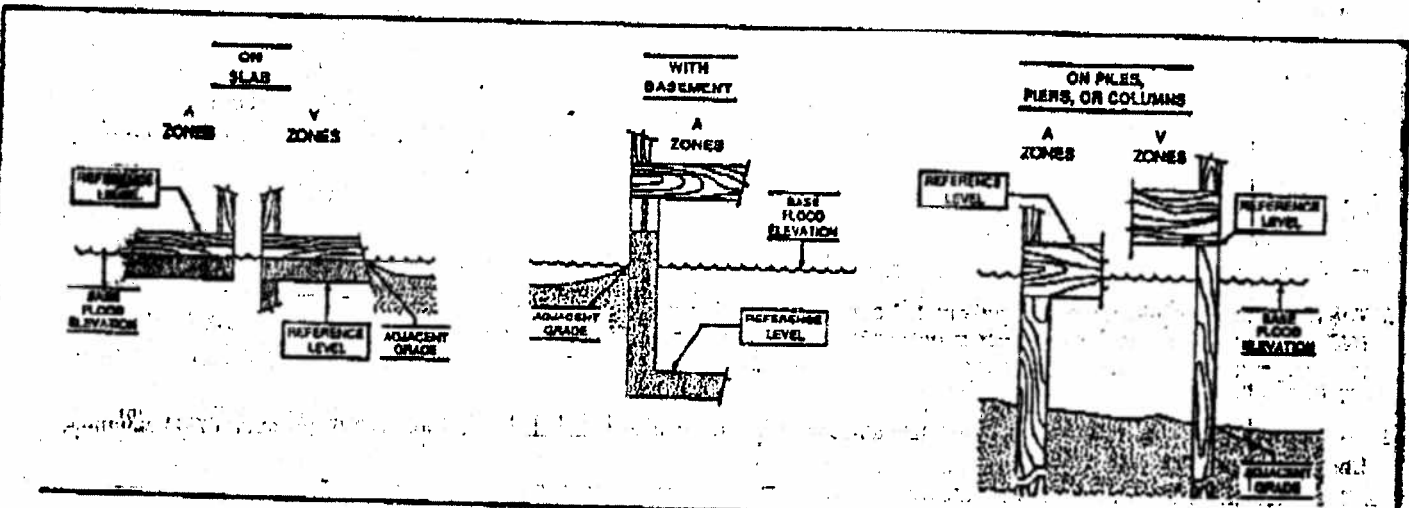 ON
SLAB
A
ZONES
V
ZONES
REFERENCE
LEVEL
BASE
FLOOD
ELEVATION
REFERENCE
LEVEL
ADJACENT
GRADE
WITH
BASEMENT
A
ZONES
BASE
FLOOD
ELEVATION
ADJACENT
GRADE
REFERENCE
LEVEL
ON PILES,
PIERS, OR COLUMNS
A
ZONES
V
ZONES
REFERENCE
LEVEL
REFERENCE
LEVEL
BASE
FLOOD
ELEVATION
ADJACENT
GRADE